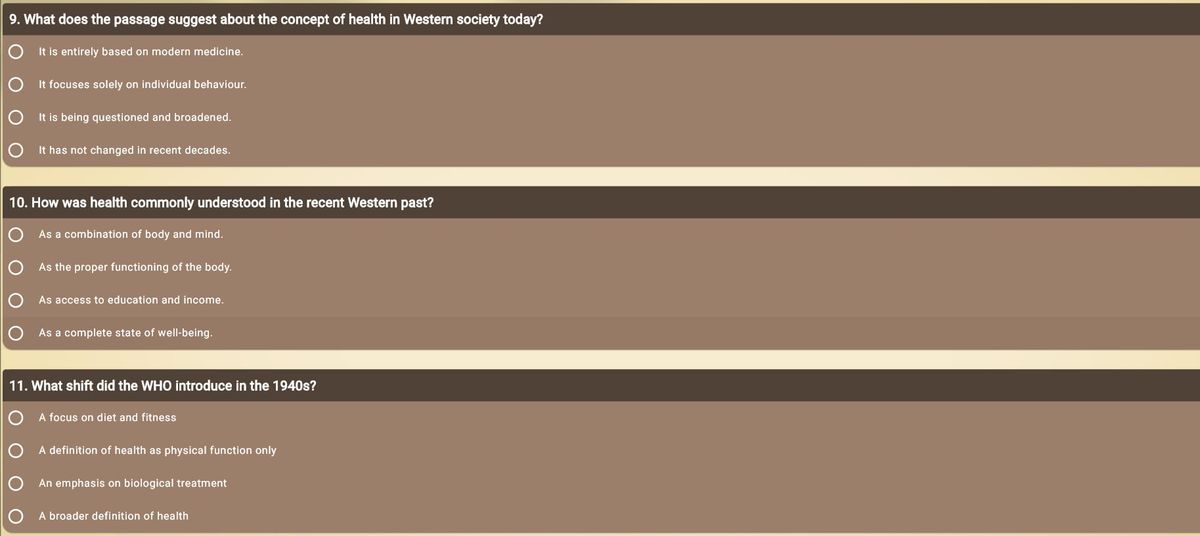 9. What does the passage suggest about the concept of health in Western society today?
It is entirely based on modern medicine.
It focuses solely on individual behaviour.
It is being questioned and broadened.
It has not changed in recent decades.
10. How was health commonly understood in the recent Western past?
As a combination of body and mind.
As the proper functioning of the body.
As access to education and income.
As a complete state of well-being.
11. What shift did the WHO introduce in the 1940s?
A focus on diet and fitness
A definition of health as physical function only
An emphasis on biological treatment
A broader definition of health